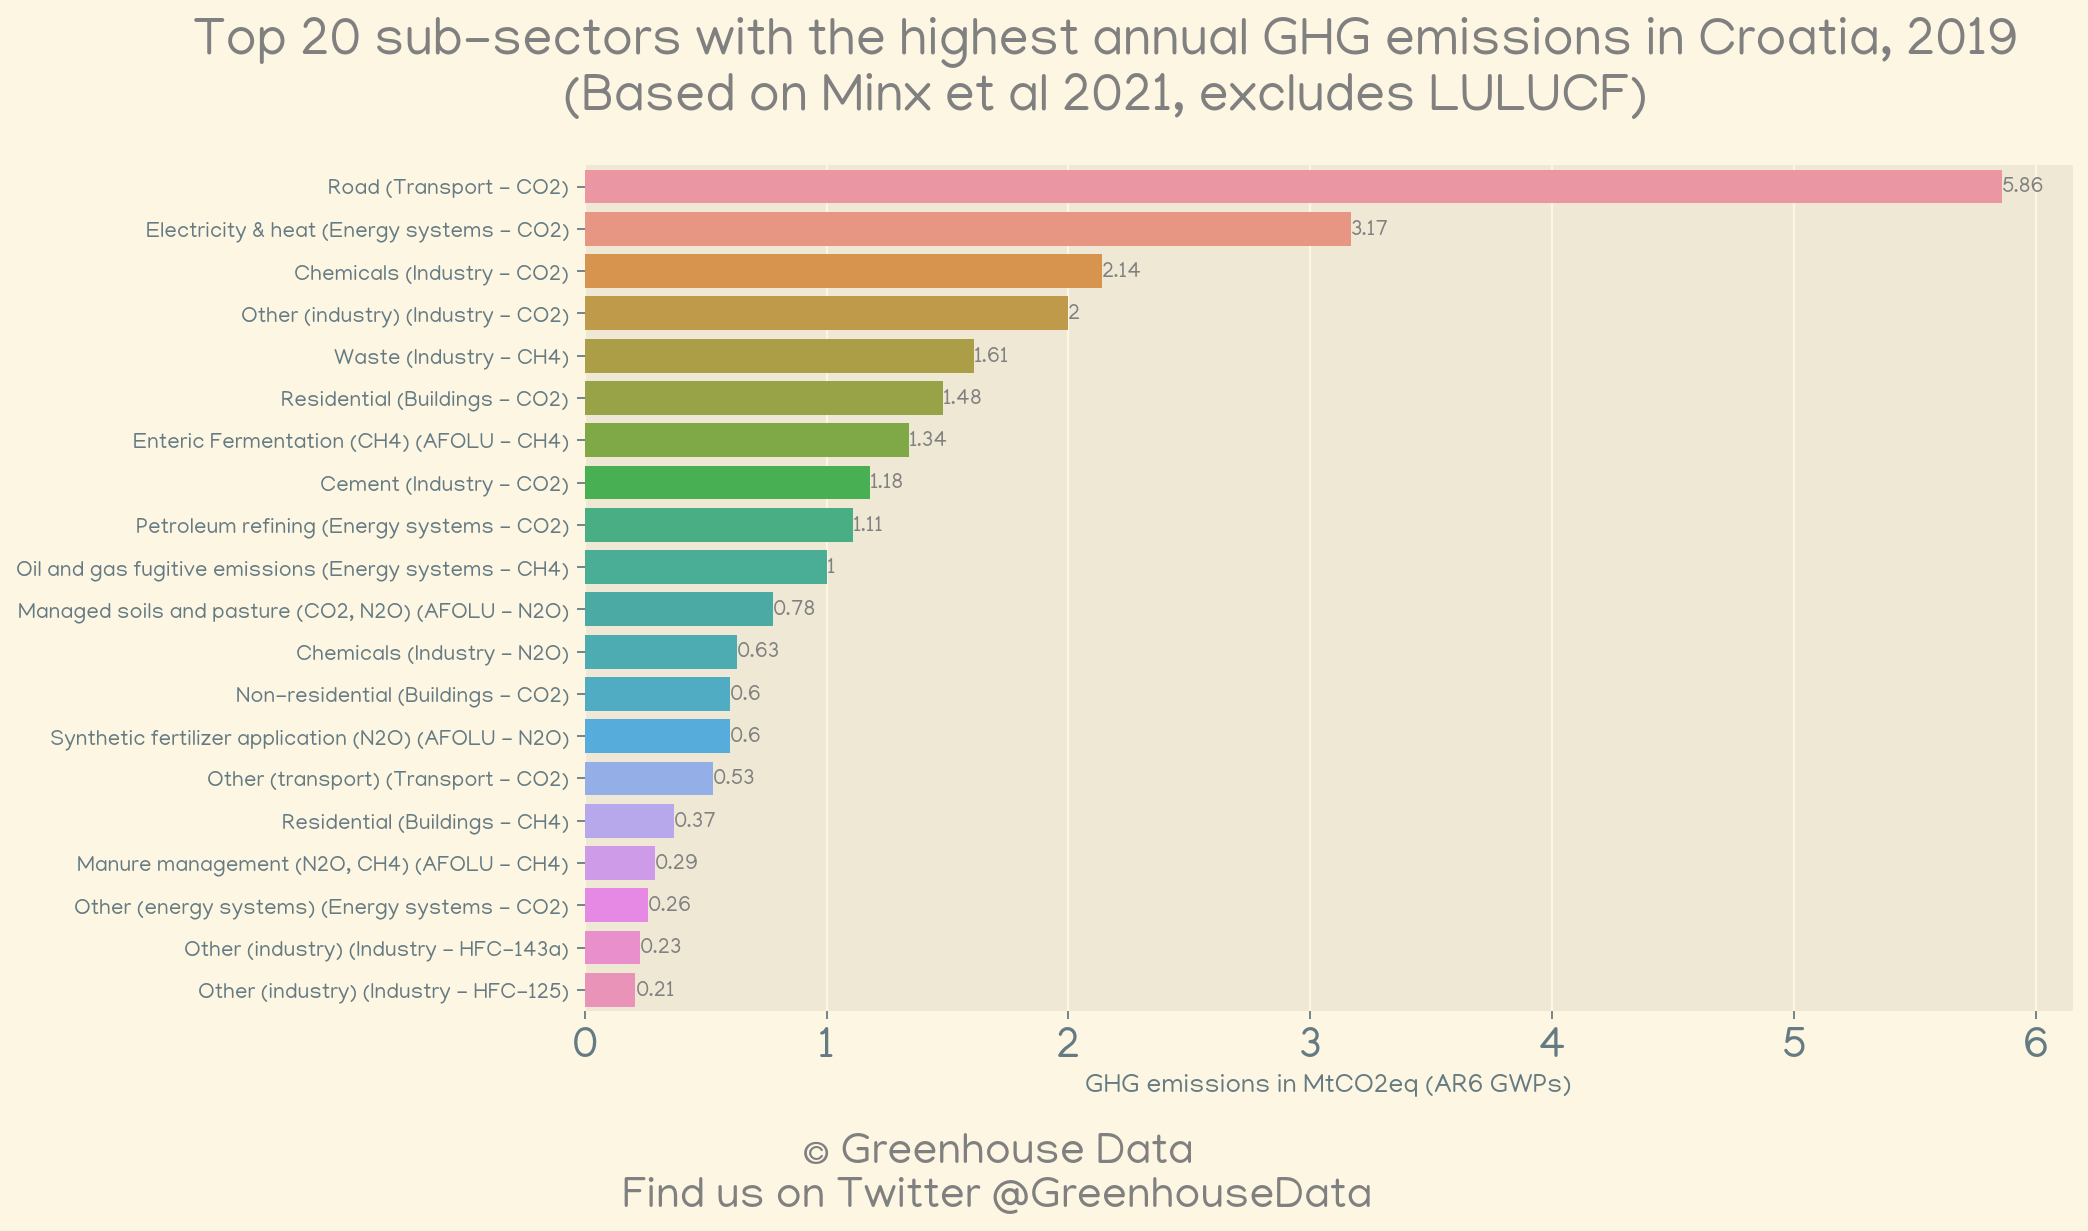 Top 20 sub-sectors with the highest annual GHG emissions in Croatia, 2019
(Based on Minx et al 2021, excludes LULUCF)
Road (Transport - CO2) 5.86
Electricity & heat (Energy systems - CO2) 3.17
Chemicals (Industry - CO2) 2.14
Other (industry) (Industry - CO2) 2
Waste (Industry - CH4) 1.61
Residential (Buildings - CO2) 1.48
Enteric Fermentation (CH4) (AFOLU - CH4) 1.34
Cement (Industry - CO2) 1.18
Petroleum refining (Energy systems - CO2) 1.11
Oil and gas fugitive emissions (Energy systems - CH4) 1
Managed soils and pasture (CO2, N2O) (AFOLU - N2O) 0.78
Chemicals (Industry - N2O) 0.63
Non-residential (Buildings - CO2) 0.6
Synthetic fertilizer application (N2O) (AFOLU - N2O) 0.6
Other (transport) (Transport - CO2) 0.53
Residential (Buildings - CH4) 0.37
Manure management (N2O, CH4) (AFOLU - CH4) 0.29
Other (energy systems) (Energy systems - CO2) 0.26
Other (industry) (Industry - HFC-143a) 0.23
Other (industry) (Industry - HFC-125) 0.21
0 1 2 3 4 5 6
GHG emissions in MtCO2eq (AR6 GWPs)
© Greenhouse Data
Find us on Twitter @GreenhouseData